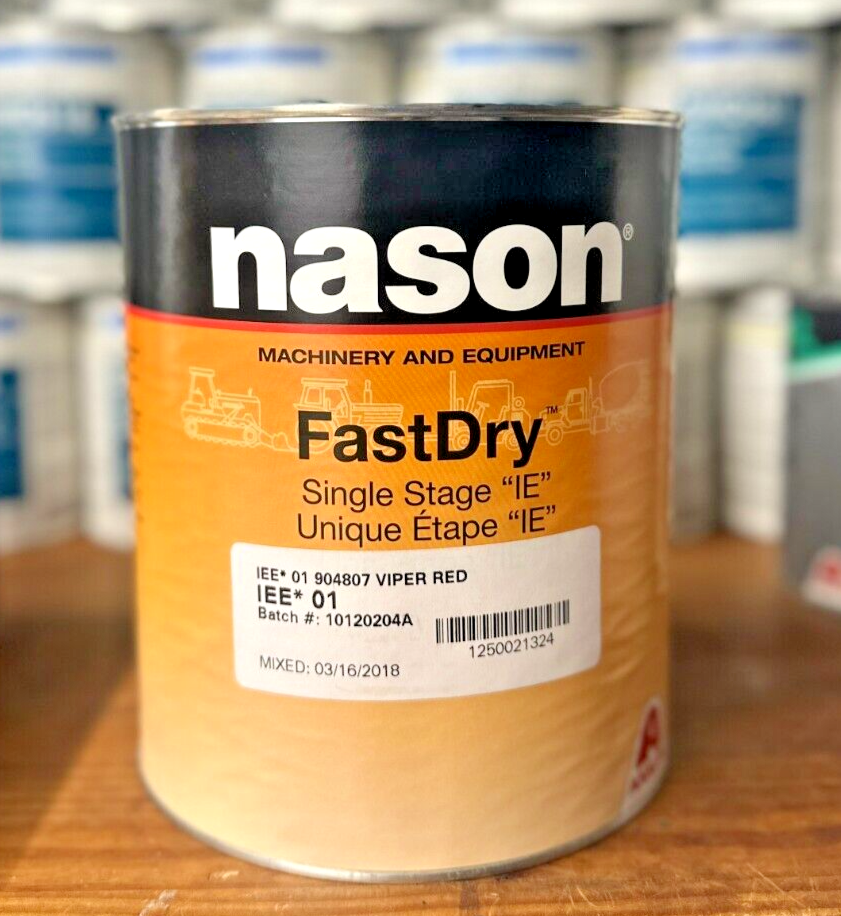 nason®
MACHINERY AND EQUIPMENT
FastDry™
Single Stage “IE”
Unique Étape “IE”
IEE* 01 904807 VIPER RED
IEE* 01
Batch #: 10120204A
1250021324
MIXED: 03/16/2018